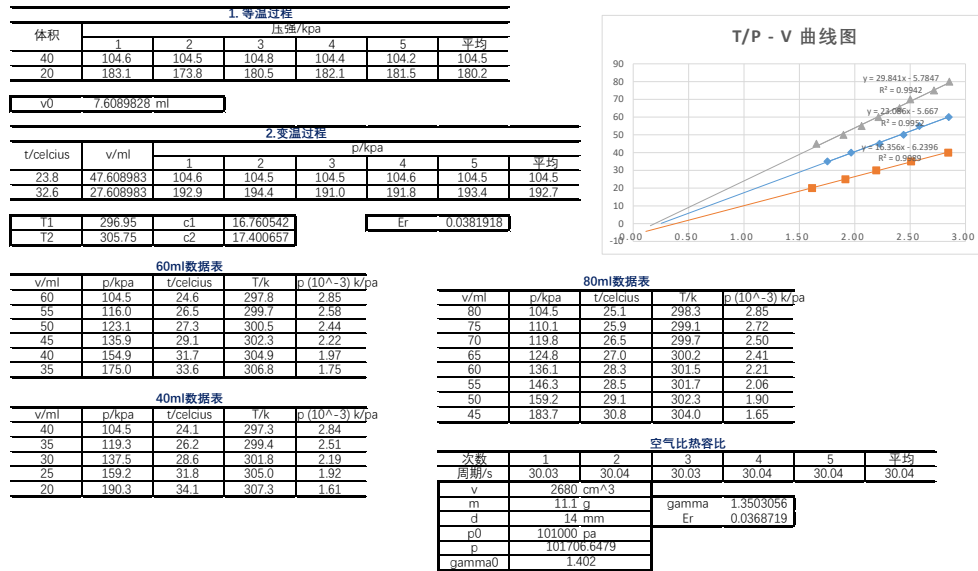 1. 等温过程
体积 压强/kpa
1 2 3 4 5 平均
40 104.6 104.5 104.8 104.4 104.2 104.5
20 183.1 173.8 180.5 182.1 181.5 180.2
v0 7.6089828 ml
2.变温过程
t/celcius v/ml p/kpa
1 2 3 4 5 平均
23.8 47.608983 104.6 104.5 104.5 104.6 104.5 104.5
32.6 27.608983 192.9 194.4 191.0 191.8 193.4 192.7
T1 296.95 c1 16.760542 Er 0.0381918
T2 305.75 c2 17.400657
T/P - V 曲线图
90
80
70
60
50
40
30
20
10
0
-10
0.00 0.50 1.00 1.50 2.00 2.50 3.00
y = 29.841x - 5.7847
R² = 0.9942
y = 23.086x - 5.667
R² = 0.9952
y = 16.356x - 6.2396
R² = 0.9989
60ml数据表
v/ml p/kpa t/celcius T/k p (10^-3) k/pa
60 104.5 24.6 297.8 2.85
55 116.0 26.5 299.7 2.58
50 123.1 27.3 300.5 2.44
45 135.9 29.1 302.3 2.22
40 154.9 31.7 304.9 1.97
35 175.0 33.6 306.8 1.75
40ml数据表
v/ml p/kpa t/celcius T/k p (10^-3) k/pa
40 104.5 24.1 297.3 2.84
35 119.3 26.2 299.4 2.51
30 137.5 28.6 301.8 2.19
25 159.2 31.8 305.0 1.92
20 190.3 34.1 307.3 1.61
80ml数据表
v/ml p/kpa t/celcius T/k p (10^-3) k/pa
80 104.5 25.1 298.3 2.85
75 110.1 25.9 299.1 2.72
70 119.8 26.5 299.7 2.50
65 124.8 27.0 300.2 2.41
60 136.1 28.3 301.5 2.21
55 146.3 28.5 301.7 2.06
50 159.2 29.1 302.3 1.90
45 183.7 30.8 304.0 1.65
空气比热容比
次数 1 2 3 4 5 平均
周期/s 30.03 30.04 30.03 30.04 30.04 30.04
v 2680 cm^3
m 11.1 g gamma 1.3503056
d 14 mm Er 0.0368719
p0 101000 pa
p 101706.6479
gamma0 1.402